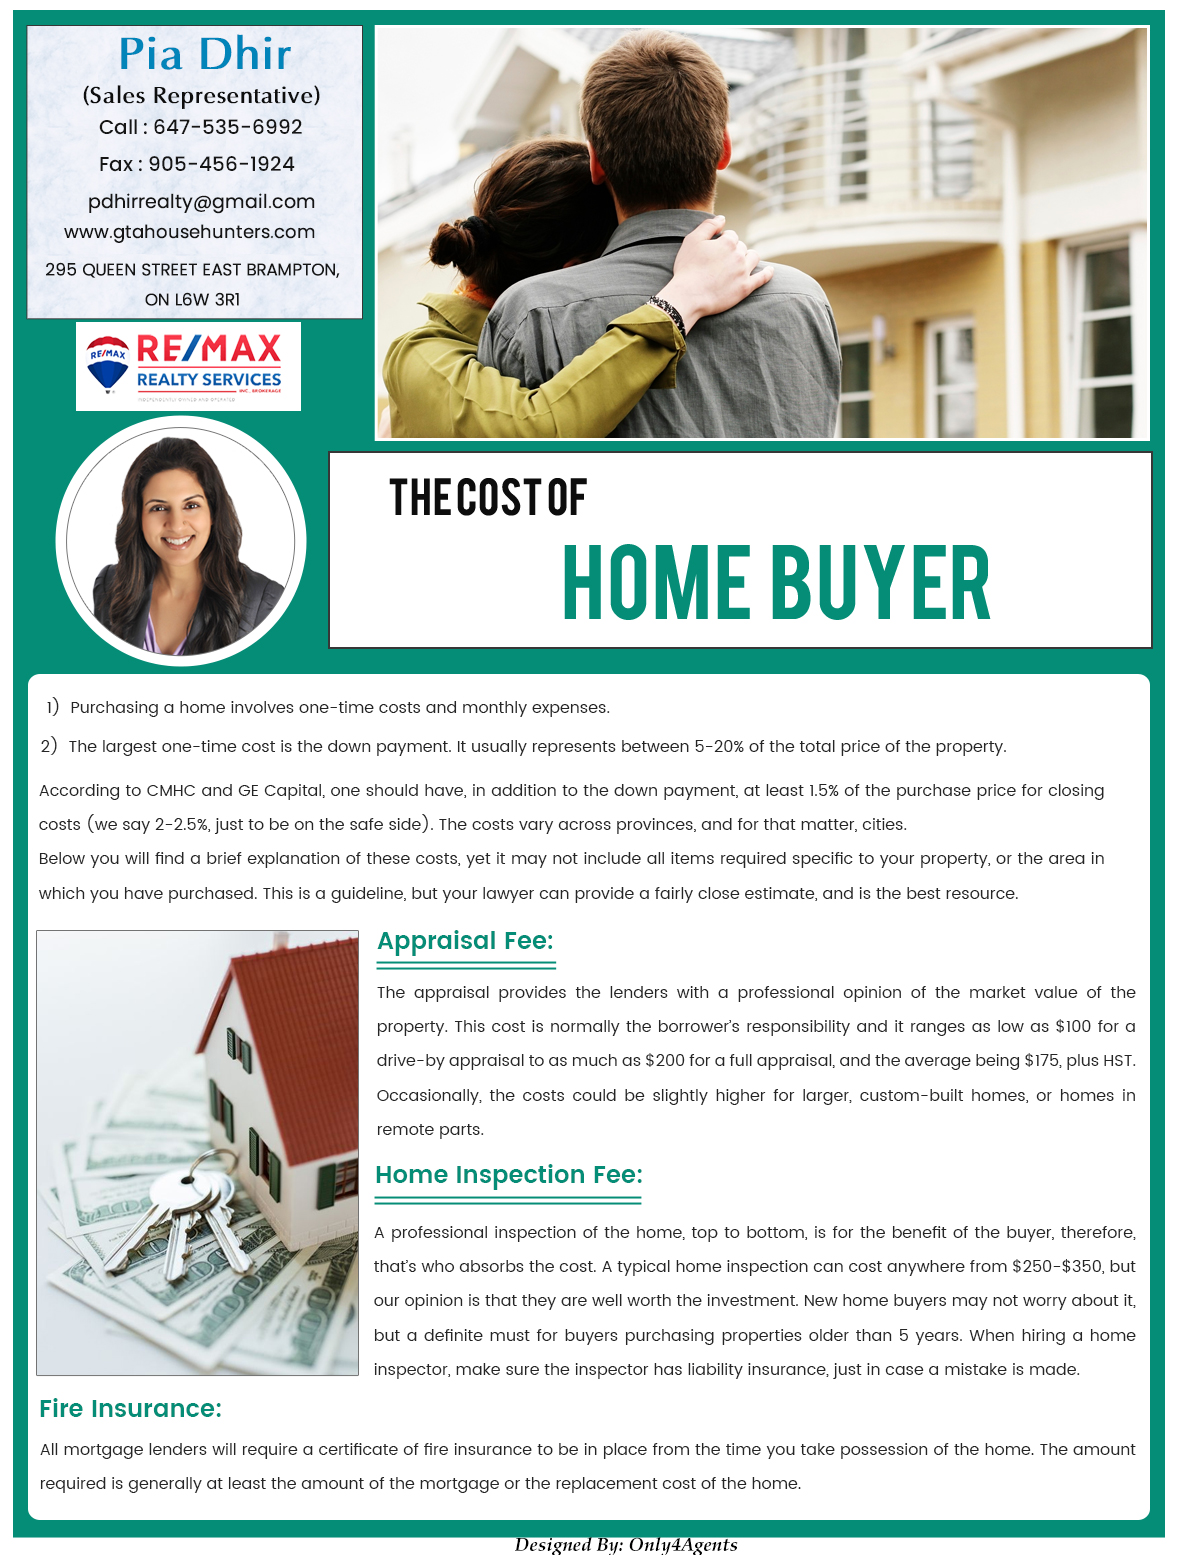 Pia Dhir
(Sales Representative)
Call : 647-535-6992
Fax : 905-456-1924
pdhirrealty@gmail.com
www.gtahousehunters.com
295 QUEEN STREET EAST BRAMPTON,
ON L6W 3R1
RE/MAX
RE/MAX
REALTY SERVICES
INC., BROKERAGE
INDEPENDENTLY OWNED AND OPERATED
THE COST OF
HOME BUYER
1) Purchasing a home involves one-time costs and monthly expenses.
2) The largest one-time cost is the down payment. It usually represents between 5-20% of the total price of the property.
According to CMHC and GE Capital, one should have, in addition to the down payment, at least 1.5% of the purchase price for closing
costs (we say 2-2.5%, just to be on the safe side). The costs vary across provinces, and for that matter, cities.
Below you will find a brief explanation of these costs, yet it may not include all items required specific to your property, or the area in
which you have purchased. This is a guideline, but your lawyer can provide a fairly close estimate, and is the best resource.
Appraisal Fee:
The appraisal provides the lenders with a professional opinion of the market value of the
property. This cost is normally the borrower's responsibility and it ranges as low as $100 for a
drive-by appraisal to as much as $200 for a full appraisal, and the average being $175, plus HST.
Occasionally, the costs could be slightly higher for larger, custom-built homes, or homes in
remote parts.
Home Inspection Fee:
A professional inspection of the home, top to bottom, is for the benefit of the buyer, therefore,
that's who absorbs the cost. A typical home inspection can cost anywhere from $250-$350, but
our opinion is that they are well worth the investment. New home buyers may not worry about it,
but a definite must for buyers purchasing properties older than 5 years. When hiring a home
inspector, make sure the inspector has liability insurance, just in case a mistake is made.
Fire Insurance:
All mortgage lenders will require a certificate of fire insurance to be in place from the time you take possession of the home. The amount
required is generally at least the amount of the mortgage or the replacement cost of the home.
Designed By: Only4Agents